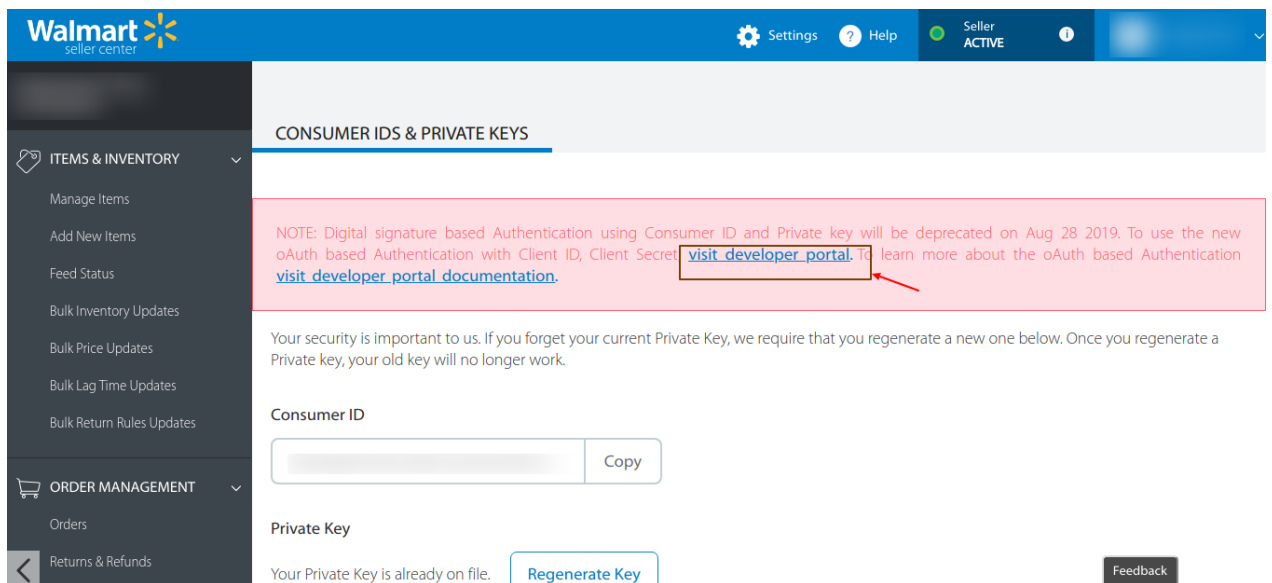 Walmart
seller center
Settings
? Help
Seller
ACTIVE
i
CONSUMER IDS & PRIVATE KEYS
ITEMS & INVENTORY
Manage Items
Add New Items
Feed Status
Bulk Inventory Updates
Bulk Price Updates
Bulk Lag Time Updates
Bulk Return Rules Updates
ORDER MANAGEMENT
Orders
Returns & Refunds
NOTE: Digital signature based Authentication using Consumer ID and Private key will be deprecated on Aug 28 2019. To use the new
oAuth based Authentication with Client ID, Client Secret visit developer portal. To learn more about the oAuth based Authentication
visit developer portal documentation.
Your security is important to us. If you forget your current Private Key, we require that you regenerate a new one below. Once you regenerate a
Private key, your old key will no longer work.
Consumer ID
Copy
Private Key
Your Private Key is already on file.
Regenerate Key
Feedback